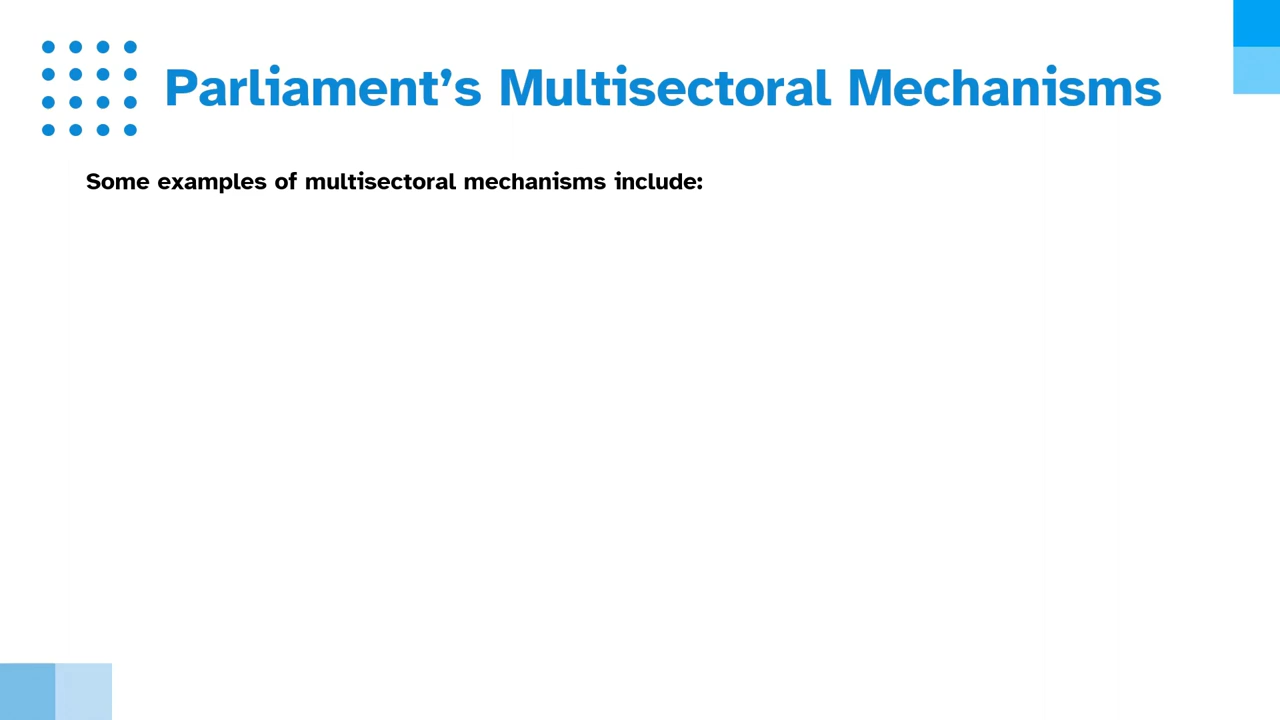 Parliament’s Multisectoral Mechanisms
Some examples of multisectoral mechanisms include: